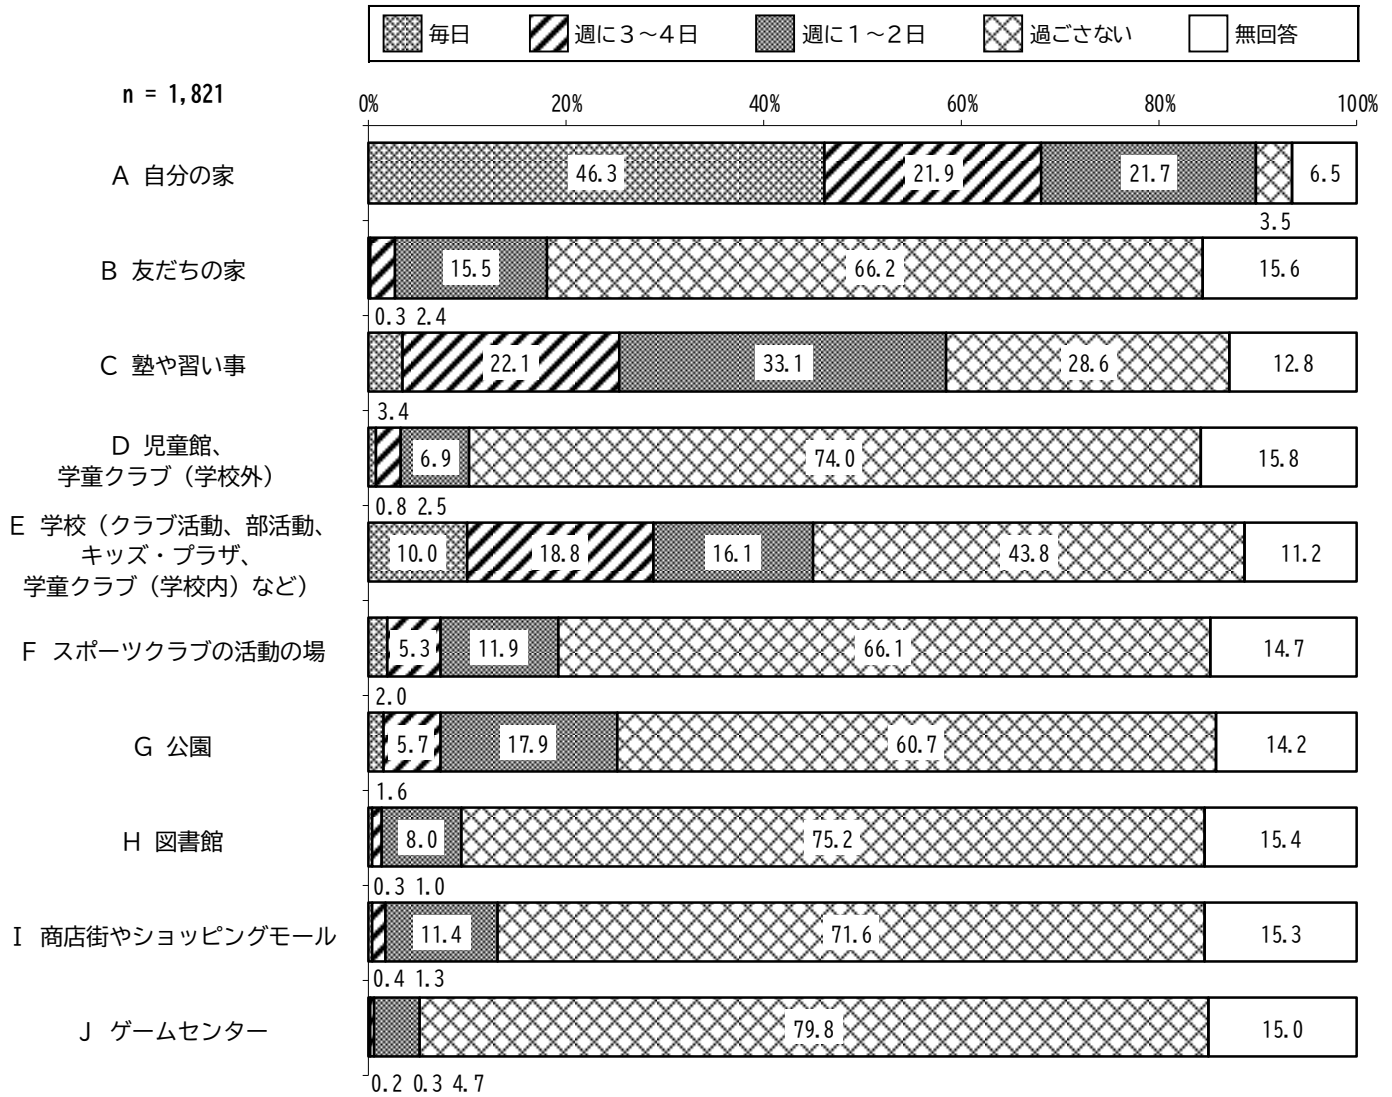 毎日 週に３～４日 週に１～２日 過ごさない 無回答
n = 1,821
0% 20% 40% 60% 80% 100%
A 自分の家 46.3 21.9 21.7 6.5
3.5
B 友だちの家 15.5 66.2 15.6
0.3 2.4
C 塾や習い事 22.1 33.1 28.6 12.8
3.4
D 児童館、
学童クラブ（学校外） 6.9 74.0 15.8
0.8 2.5
E 学校（クラブ活動、部活動、
キッズ・プラザ、 10.0 18.8 16.1 43.8 11.2
学童クラブ（学校内）など）
F スポーツクラブの活動の場 5.3 11.9 66.1 14.7
2.0
G 公園 5.7 17.9 60.7 14.2
1.6
H 図書館 8.0 75.2 15.4
0.3 1.0
I 商店街やショッピングモール 11.4 71.6 15.3
0.4 1.3
J ゲームセンター 79.8 15.0
0.2 0.3 4.7